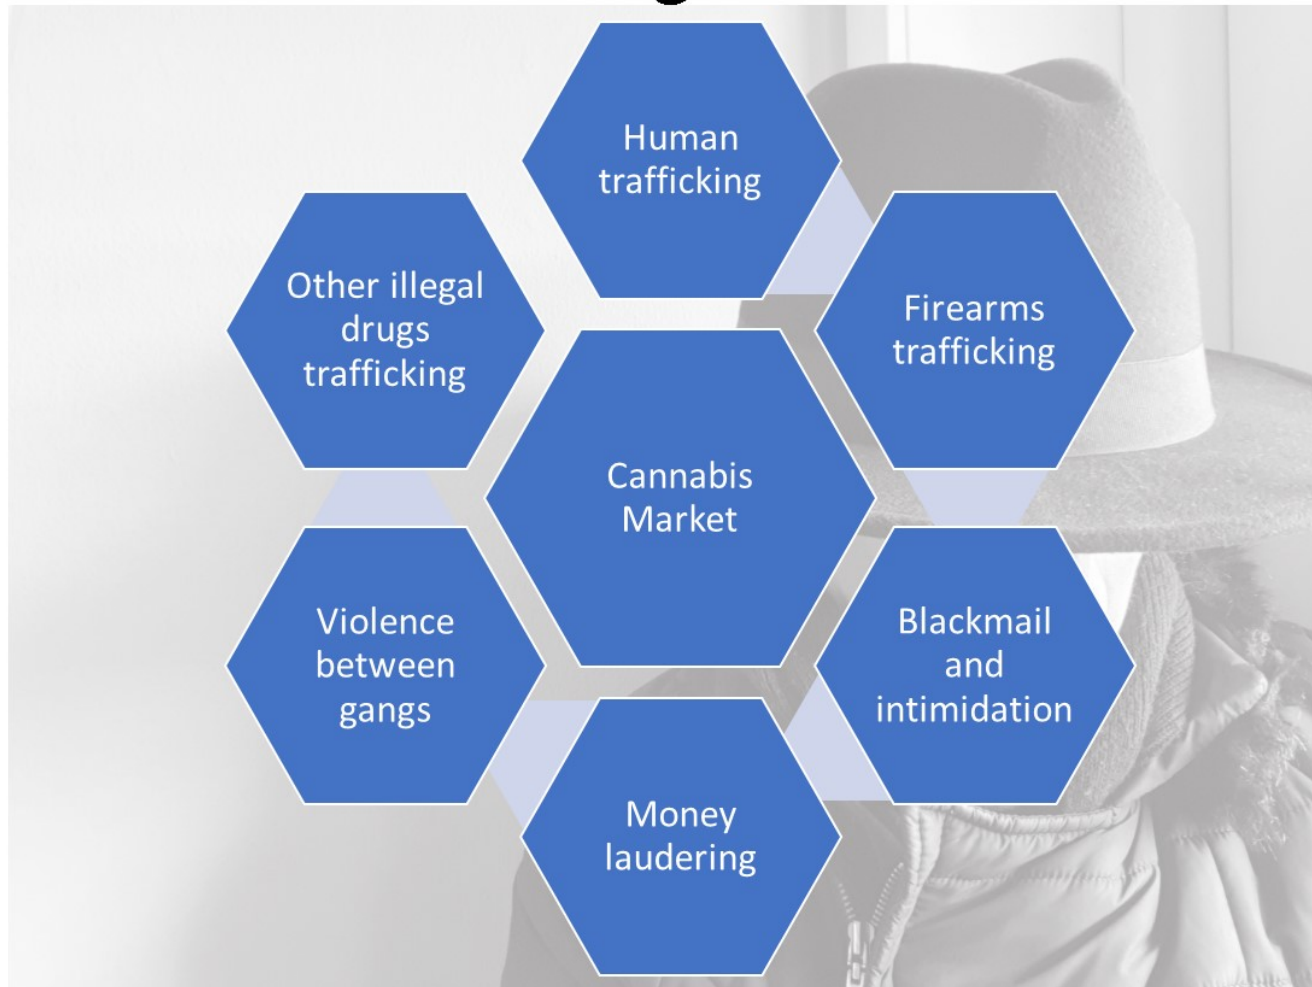 Human
trafficking
Other illegal
drugs
trafficking
Firearms
trafficking
Cannabis
Market
Violence
between
gangs
Blackmail
and
intimidation
Money
laudering